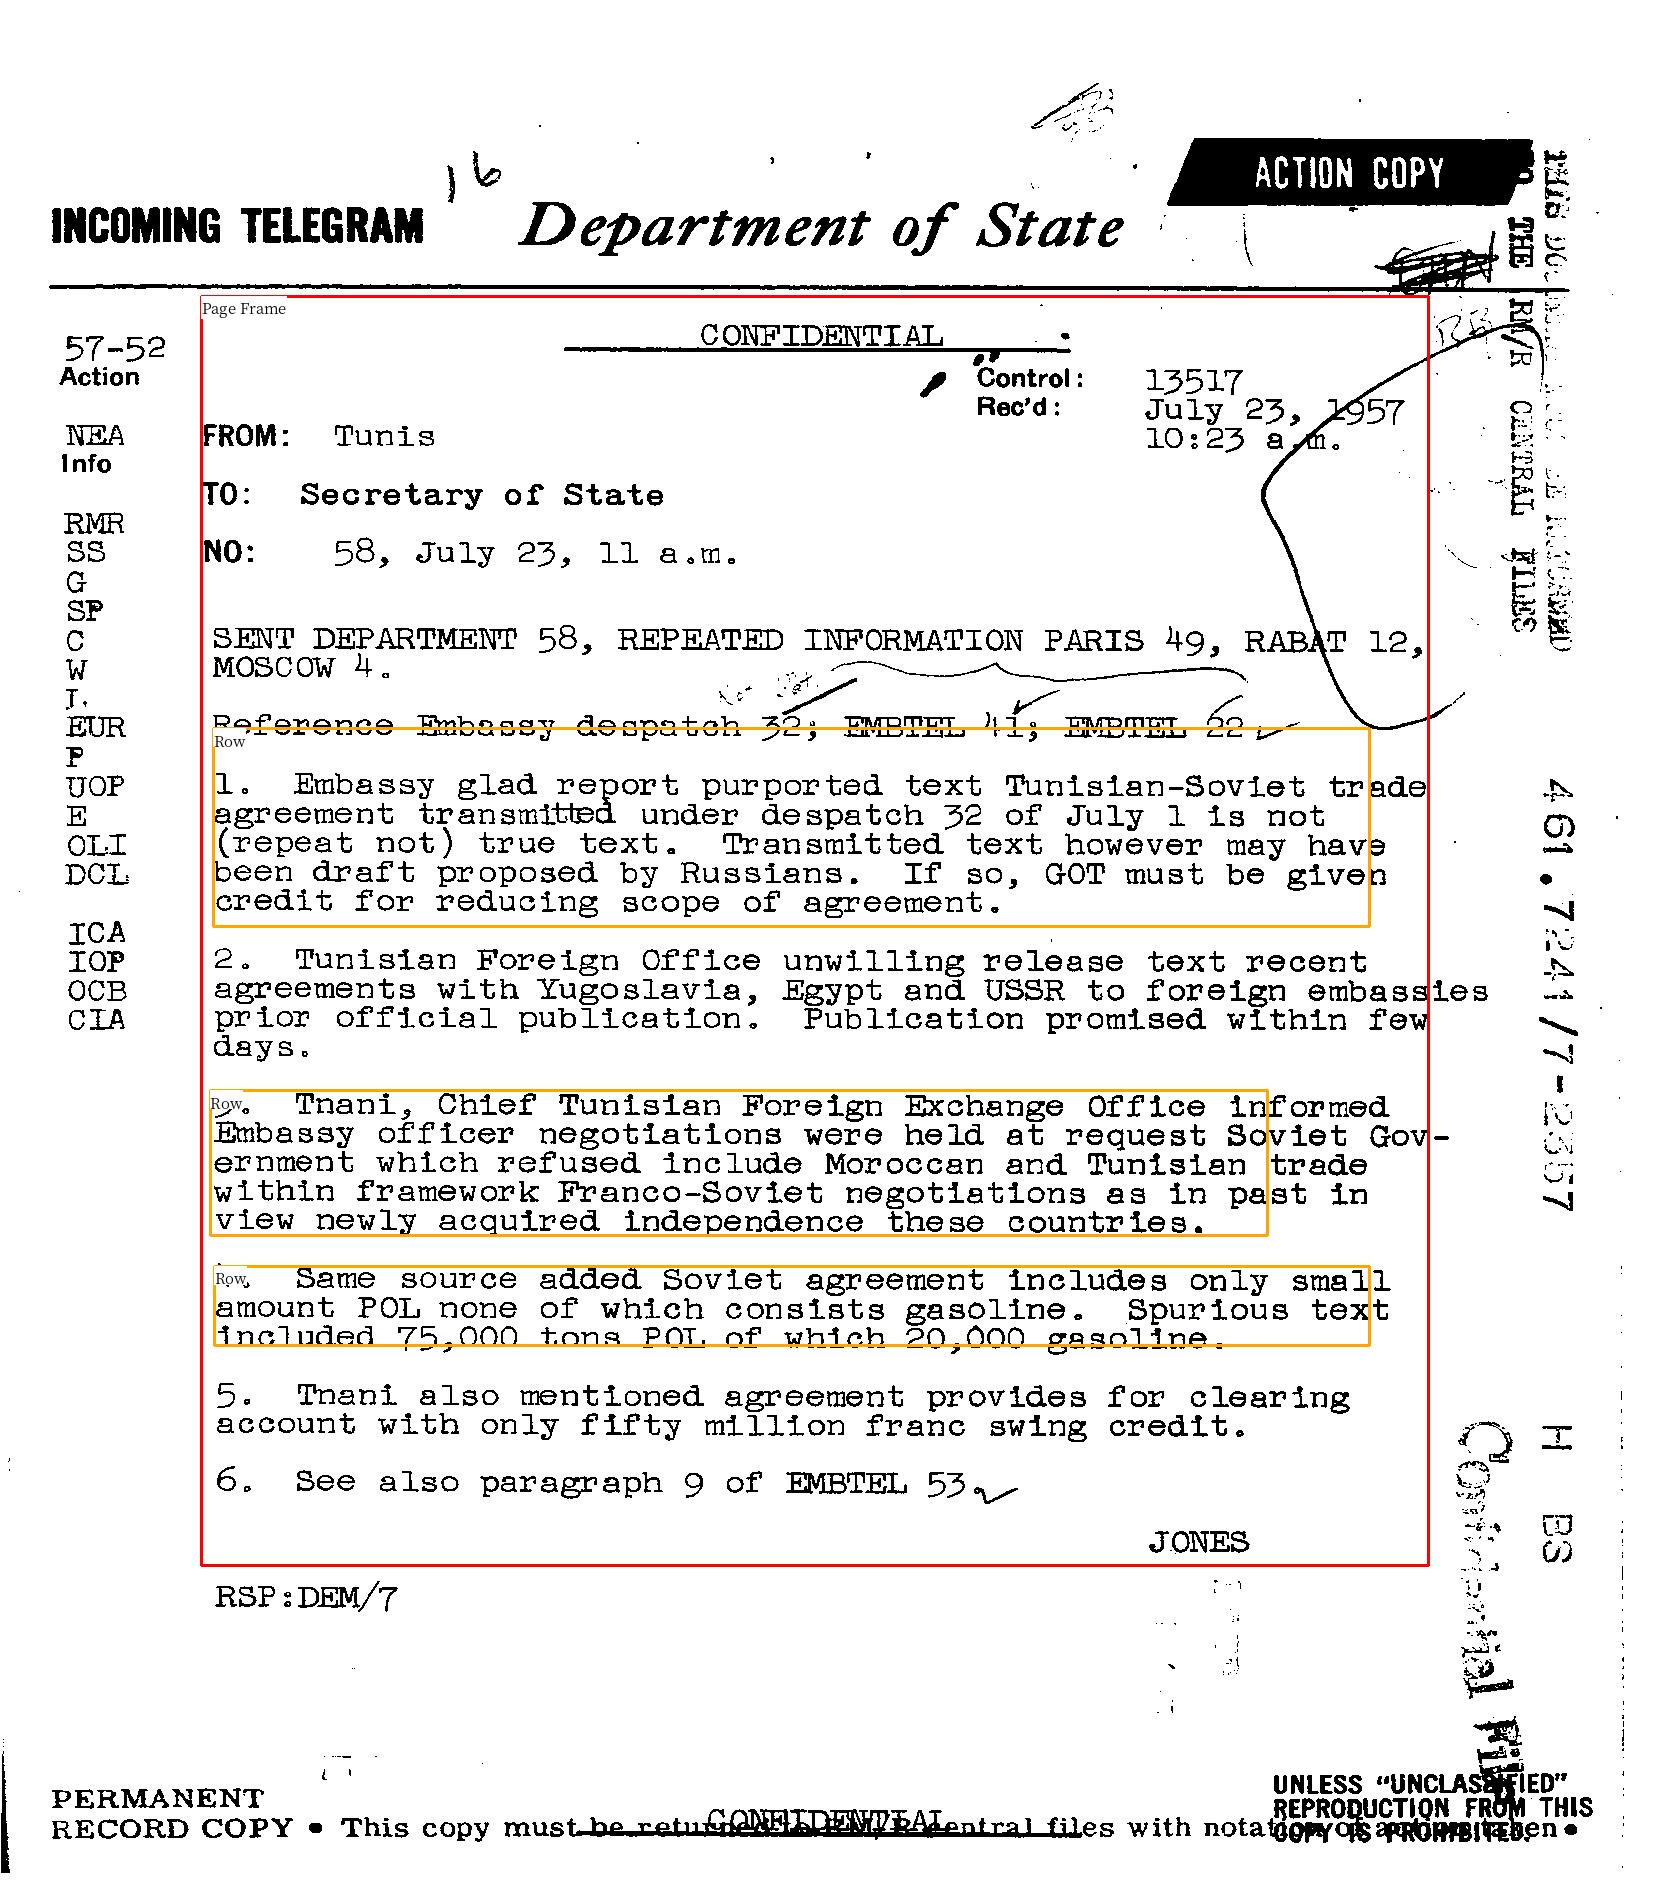 16
ACTION COPY
INCOMING TELEGRAM Department of State
Page Frame
CONFIDENTIAL
57-52
Action
Control: 13517
Rec'd: July 23, 1957
10:23 a.m.
NEA
Info
FROM: Tunis
TO: Secretary of State
NO: 58, July 23, 11 a.m.
RMR
SS
G
SP
C
W
I.
EUR
P
UOP
E
OLI
DCL
ICA
IOP
OCB
CIA
SENT DEPARTMENT 58, REPEATED INFORMATION PARIS 49, RABAT 12,
MOSCOW 4.
Reference Embassy despatch 32; EMBTEL 41; EMBTEL 22
Row
1. Embassy glad report purported text Tunisian-Soviet trade
agreement transmitted under despatch 32 of July 1 is not
(repeat not) true text. Transmitted text however may have
been draft proposed by Russians. If so, GOT must be given
credit for reducing scope of agreement.
2. Tunisian Foreign Office unwilling release text recent
agreements with Yugoslavia, Egypt and USSR to foreign embassies
prior official publication. Publication promised within few
days.
Row
Tnani, Chief Tunisian Foreign Exchange Office informed
Embassy officer negotiations were held at request Soviet Gov-
ernment which refused include Moroccan and Tunisian trade
within framework Franco-Soviet negotiations as in past in
view newly acquired independence these countries.
Row
Same source added Soviet agreement includes only small
amount POL none of which consists gasoline. Spurious text
included 75,000 tons POL of which 20,000 gasoline.
5. Tnani also mentioned agreement provides for clearing
account with only fifty million franc swing credit.
6. See also paragraph 9 of EMBTEL 53
JONES
RSP:DEM/7
THE RM/R CENTRAL FILES
461.7241/7-2357
H BS
Confidential File
PERMANENT
RECORD COPY • This copy must be returned to central files with notation of action taken •
CONFIDENTIAL
UNLESS "UNCLASSIFIED"
REPRODUCTION FROM THIS
COPY IS PROHIBITED.